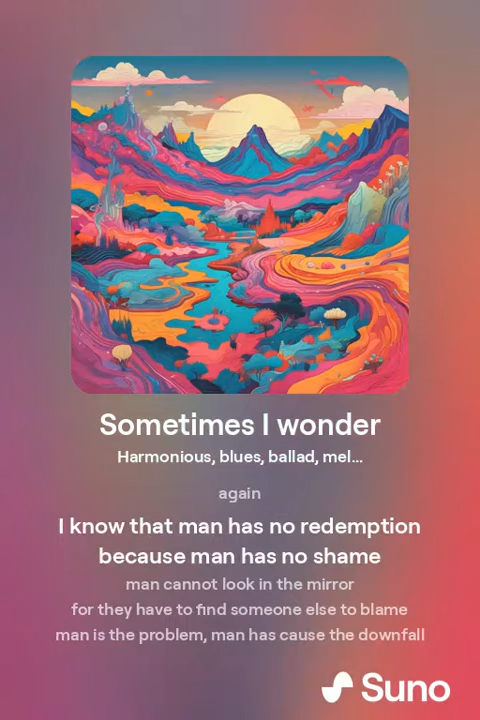 Sometimes I wonder
Harmonious, blues, ballad, mel...
again
I know that man has no redemption
because man has no shame
man cannot look in the mirror
for they have to find someone else to blame
man is the problem, man has cause the downfall
Suno